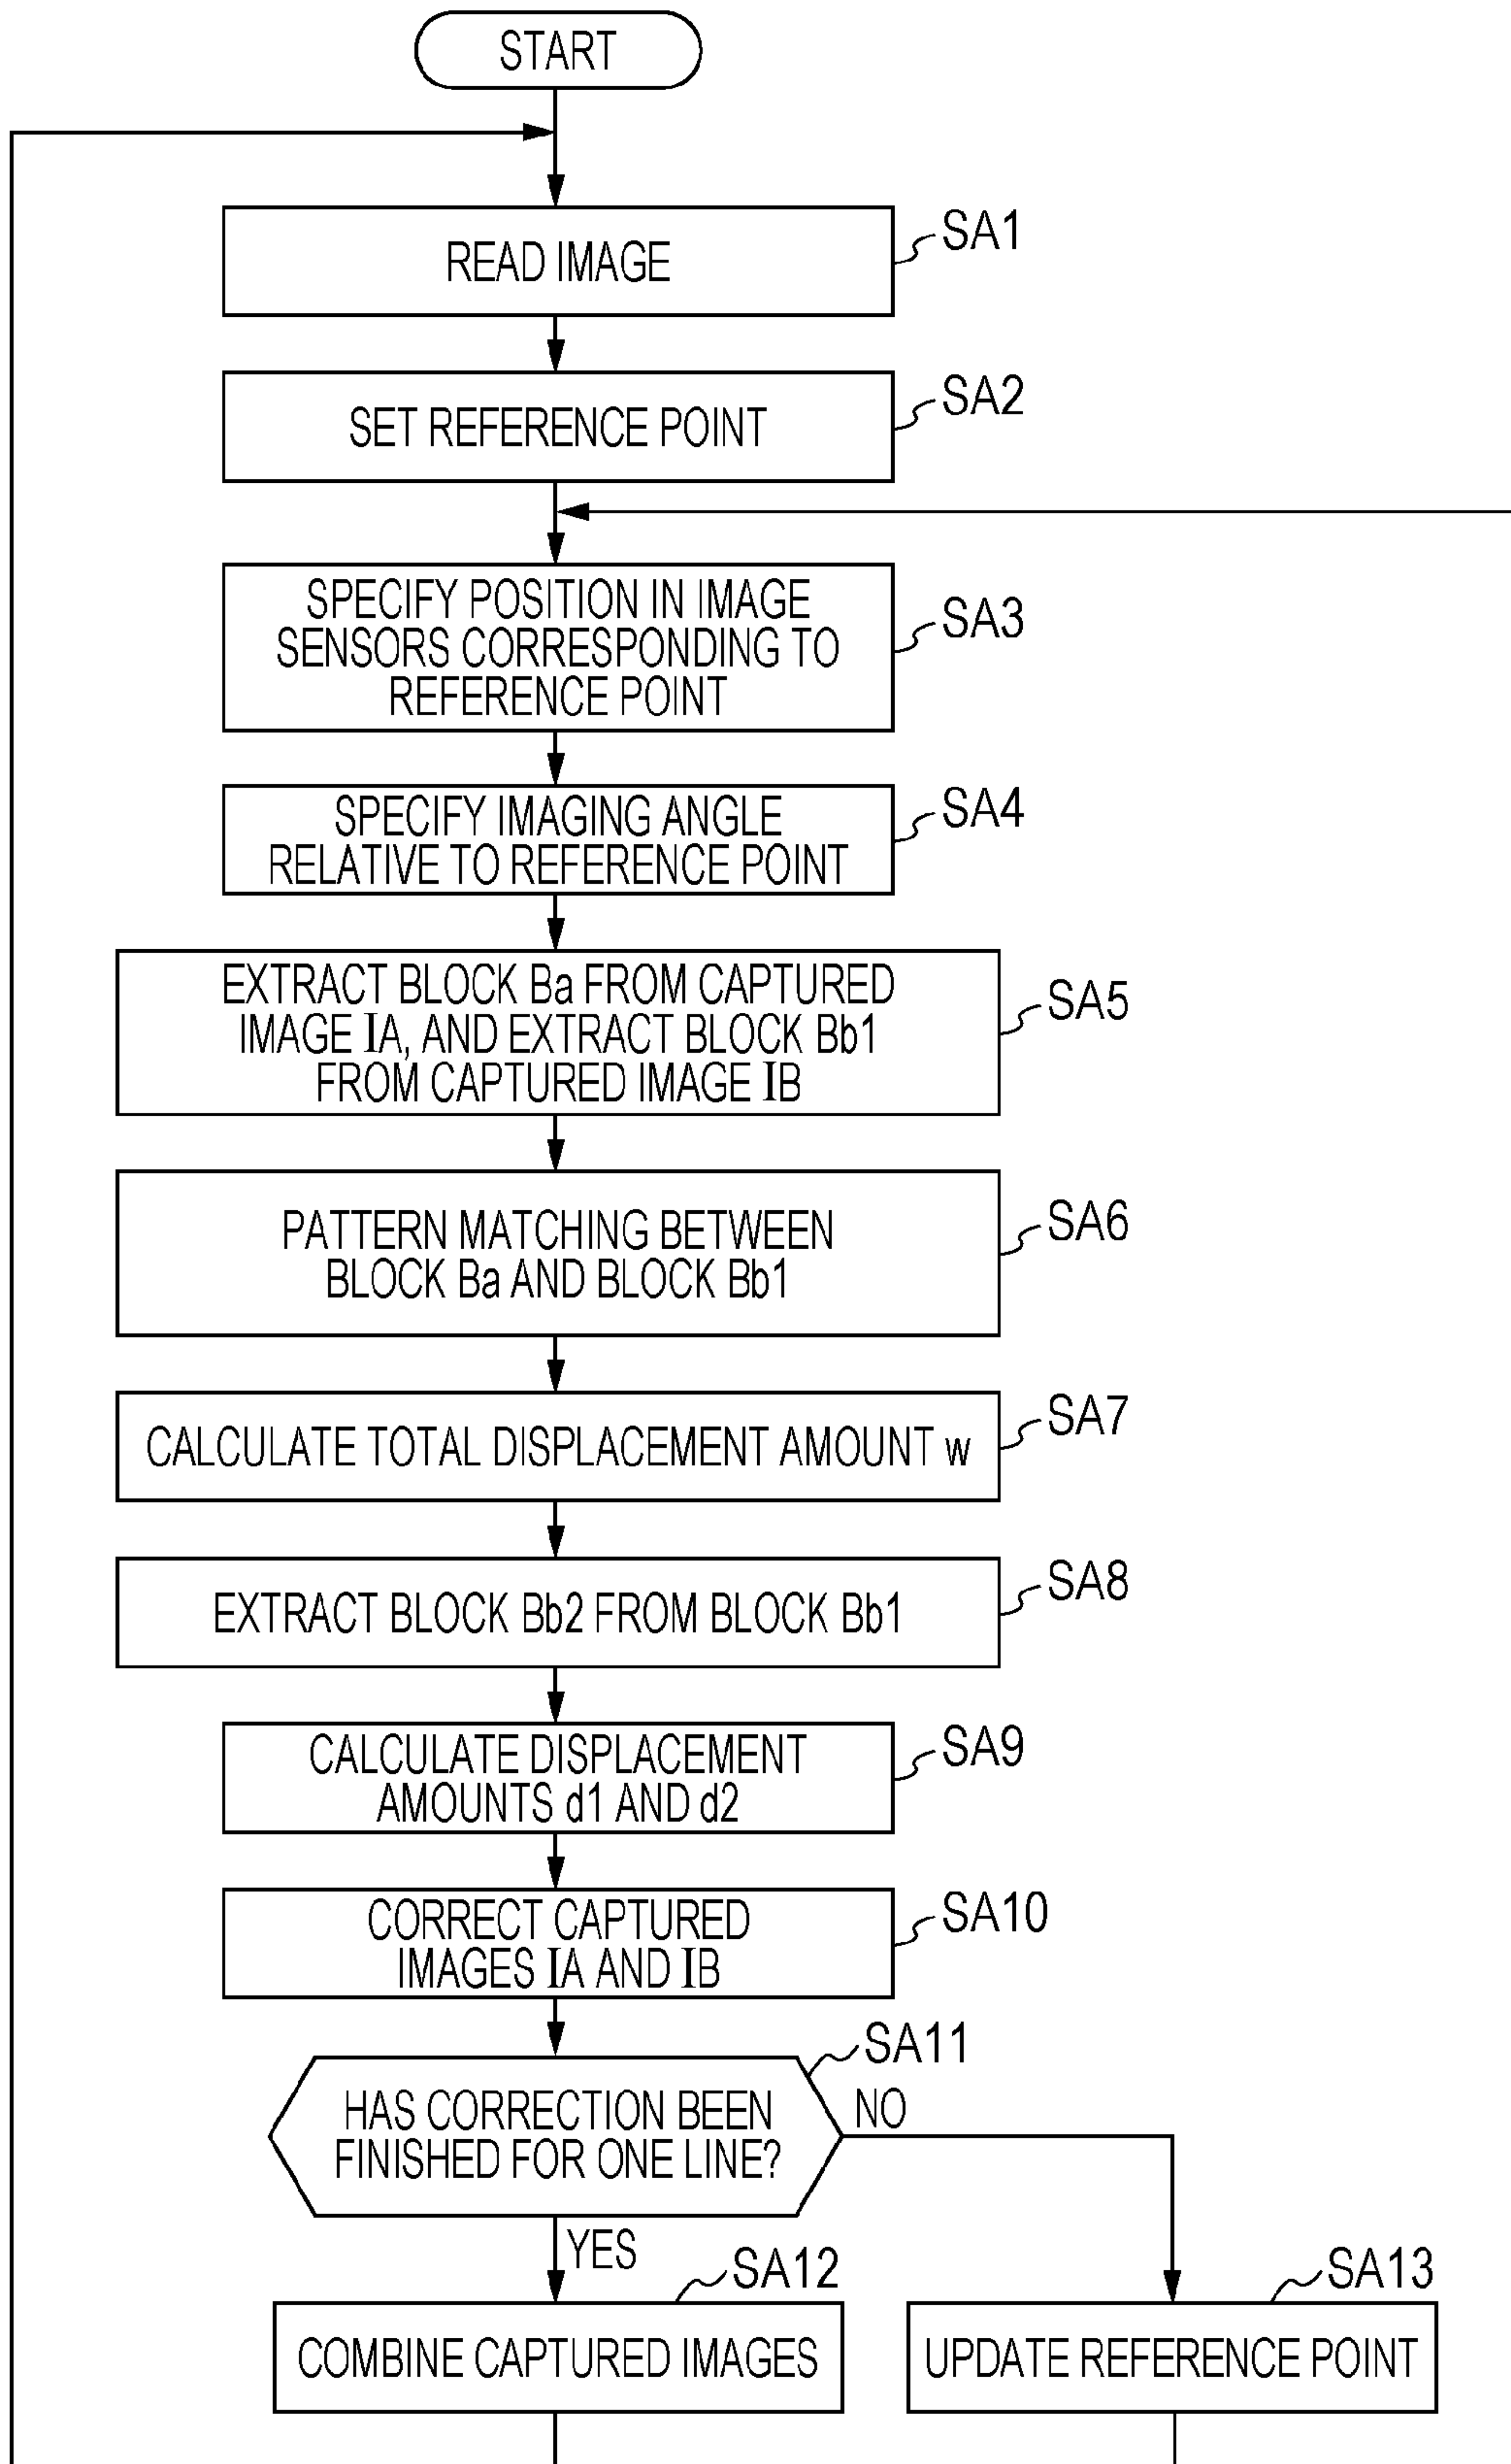 START
READ IMAGE
SA1
SET REFERENCE POINT
SA2
SPECIFY POSITION IN IMAGE
SENSORS CORRESPONDING TO
REFERENCE POINT
SA3
SPECIFY IMAGING ANGLE
RELATIVE TO REFERENCE POINT
SA4
EXTRACT BLOCK Ba FROM CAPTURED
IMAGE IA, AND EXTRACT BLOCK Bb1
FROM CAPTURED IMAGE IB
SA5
PATTERN MATCHING BETWEEN
BLOCK Ba AND BLOCK Bb1
SA6
CALCULATE TOTAL DISPLACEMENT AMOUNT w
SA7
EXTRACT BLOCK Bb2 FROM BLOCK Bb1
SA8
CALCULATE DISPLACEMENT
AMOUNTS d1 AND d2
SA9
CORRECT CAPTURED
IMAGES IA AND IB
SA10
HAS CORRECTION BEEN
FINISHED FOR ONE LINE?
SA11
NO
YES
SA12
COMBINE CAPTURED IMAGES
SA13
UPDATE REFERENCE POINT